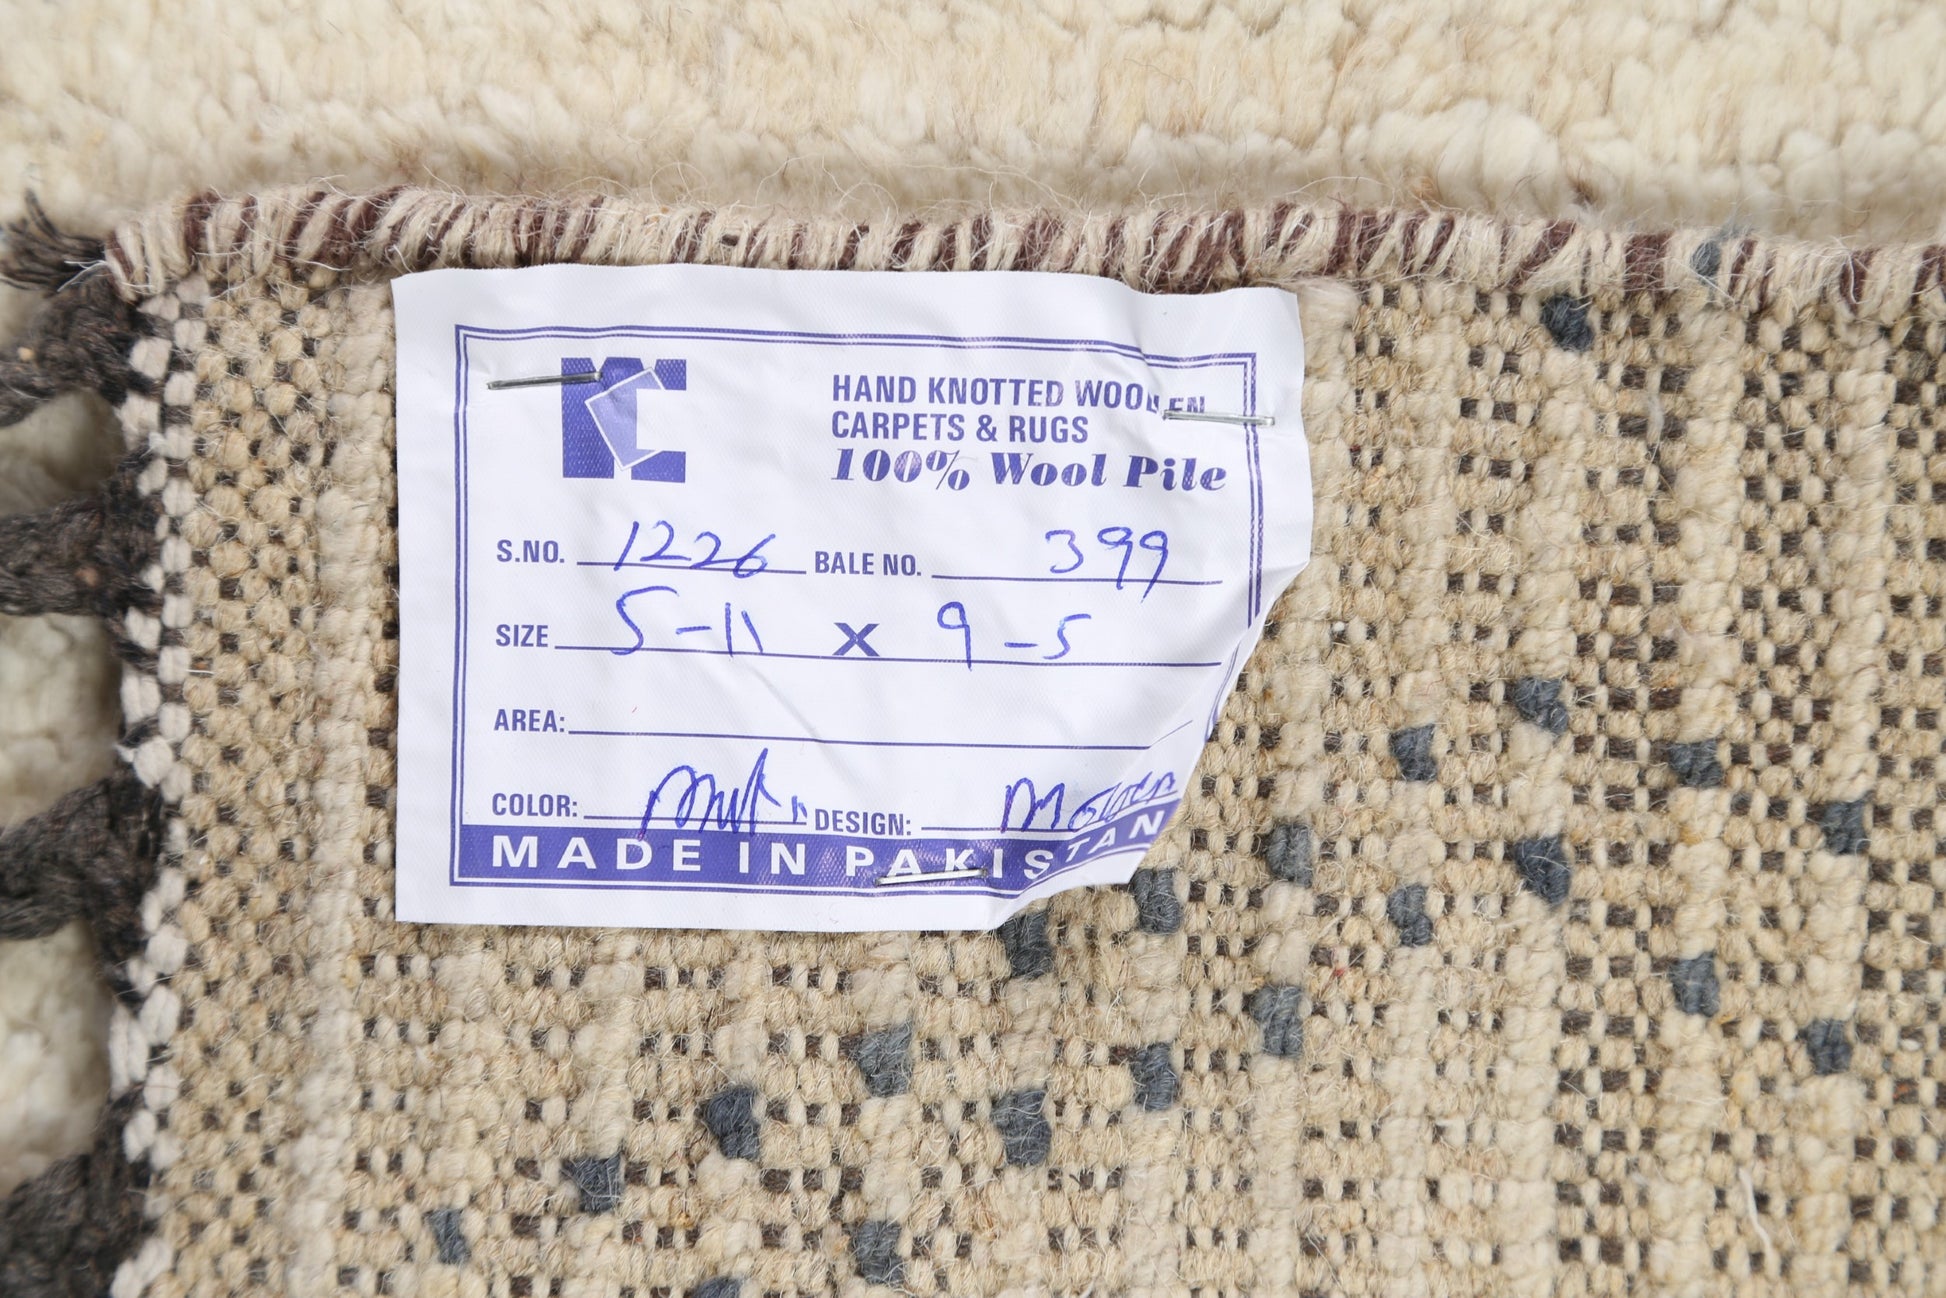 HAND KNOTTED WOOLEN
CARPETS & RUGS
100% Wool Pile
S.NO. 1226 BALE NO. 399
SIZE 5-11 X 9-5
AREA:
COLOR: DESIGN:
MADE IN PAKISTAN